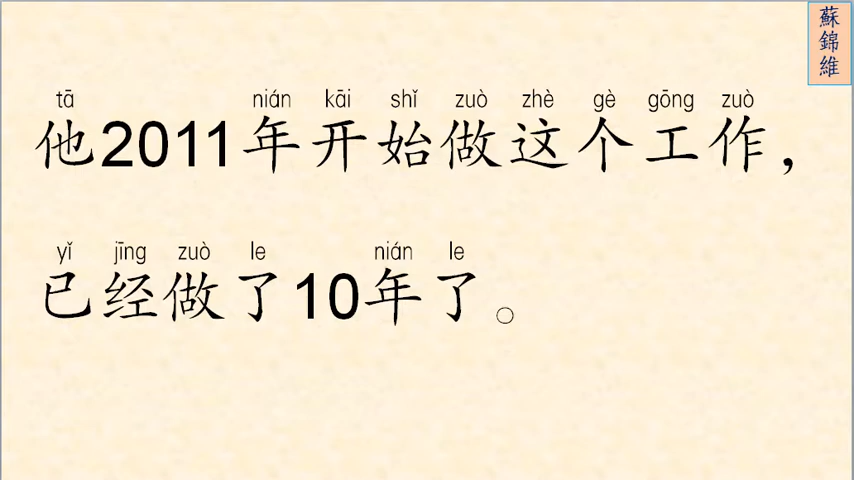 蘇錦維
tā nián kāi shǐ zuò zhè gè gōng zuò
他2011年开始做这个工作，
yǐ jīng zuò le nián le
已经做了10年了。